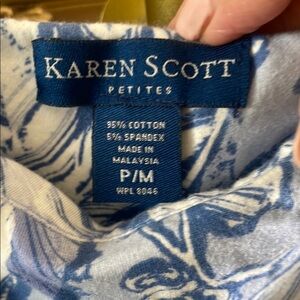 KAREN SCOTT
PETITES
95% COTTON
5% SPANDEX
MADE IN
MALAYSIA
P/M
WPL 8046